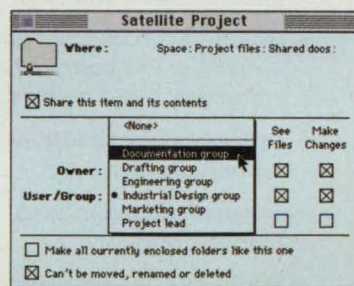 Satellite Project
Where: Space: Project files: Shared docs:
Share this item and its contents
<None>
See Files
Make Changes
Documentation group
Owner: Drafting group
Engineering group
User/Group: Industrial Design group
Marketing group
Project lead
Make all currently enclosed folders like this one
Can't be moved, renamed or deleted